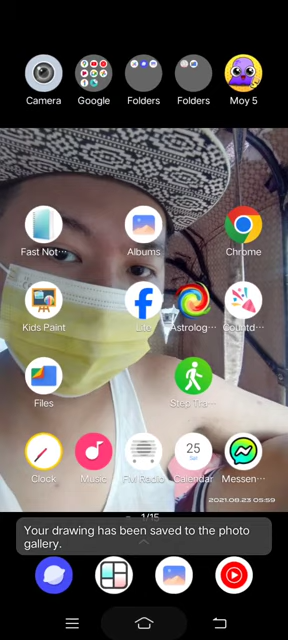 Camera
Google
Folders
Folders
Moy 5
Fast Not···
Albums
Chrome
Kids Paint
Lite
Astrolog···
Countd···
Files
Step Tra···
Clock
Music
FM Radio
25
Calendar
Messen···
2021.08.23 05:59
1/15
Your drawing has been saved to the photo
gallery.